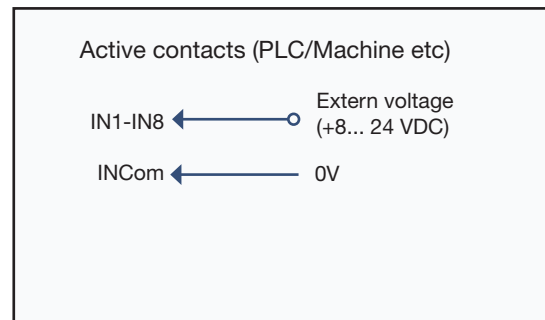 Active contacts (PLC/Machine etc)
Extern voltage
IN1-IN8
(+8... 24 VDC)
INCom
0V